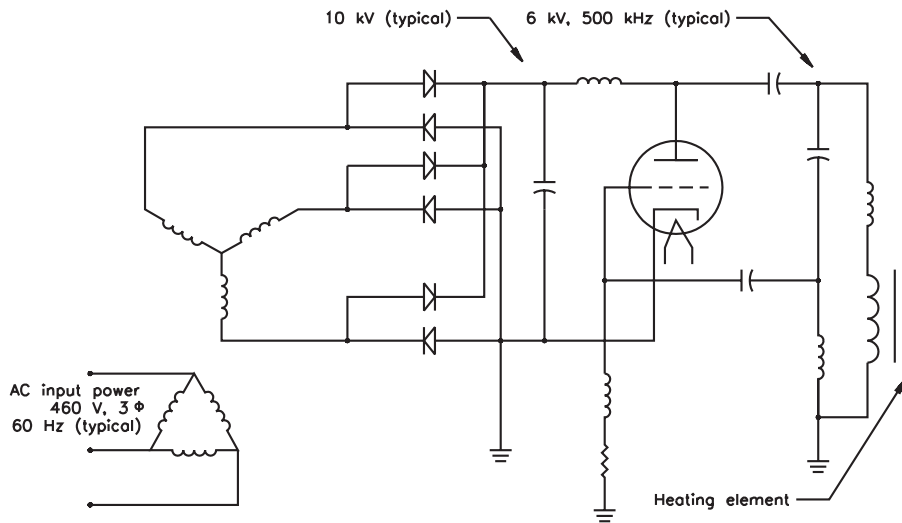 10 kV (typical)
6 kV, 500 kHz (typical)
AC input power
460 V, 3 Φ
60 Hz (typical)
Heating element